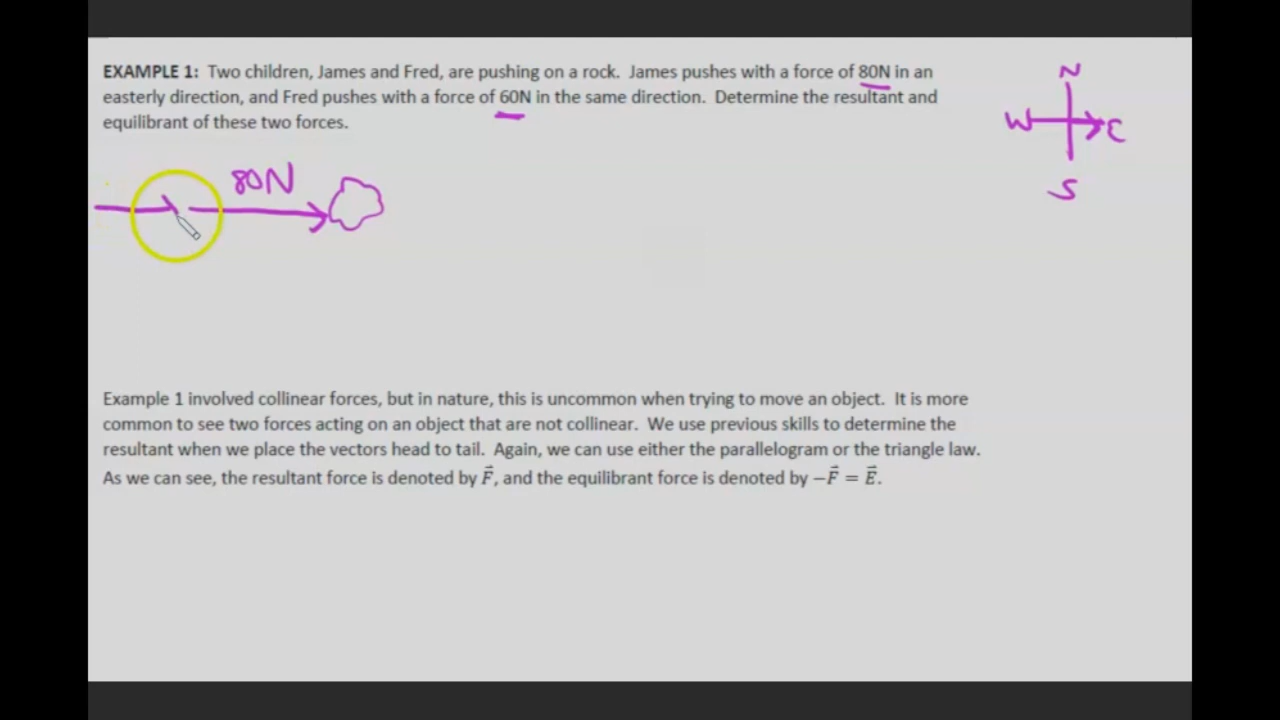 EXAMPLE 1: Two children, James and Fred, are pushing on a rock. James pushes with a force of 80N in an
easterly direction, and Fred pushes with a force of 60N in the same direction. Determine the resultant and
equilibrant of these two forces.
N
W E
S
80N
Example 1 involved collinear forces, but in nature, this is uncommon when trying to move an object. It is more
common to see two forces acting on an object that are not collinear. We use previous skills to determine the
resultant when we place the vectors head to tail. Again, we can use either the parallelogram or the triangle law.
As we can see, the resultant force is denoted by F⃗, and the equilibrant force is denoted by −F⃗ = E⃗.